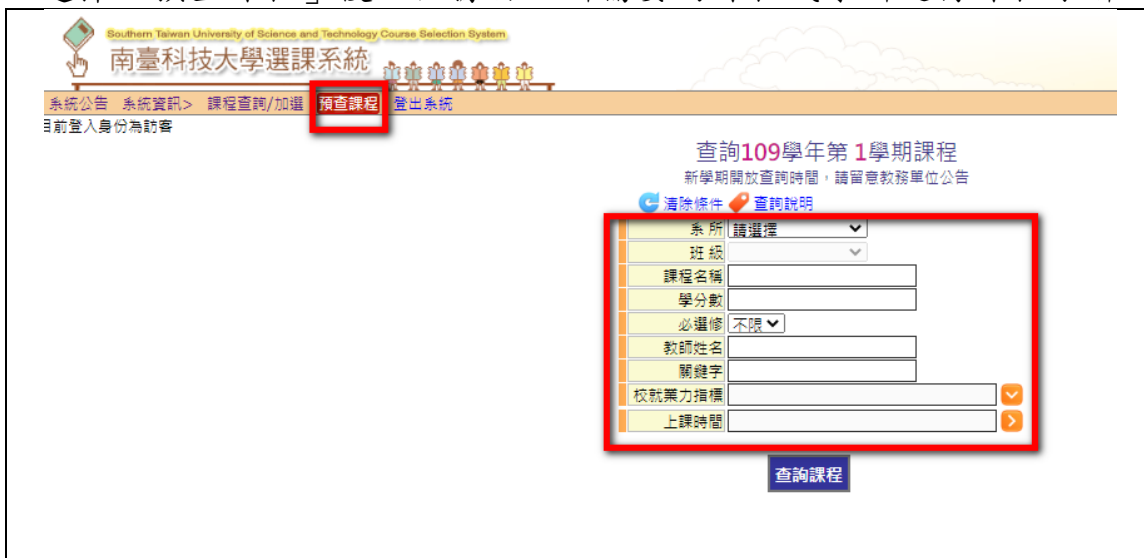 Southern Taiwan University of Science and Technology Course Selection System
南臺科技大學選課系統
系統公告 系統資訊> 課程查詢/加選 預查課程 登出系統
目前登入身份為訪客
查詢109學年第 1學期課程
新學期開放查詢時間，請留意教務單位公告
清除條件 查詢說明
系 所 請選擇
班 級
課程名稱
學分數
必選修 不限
教師姓名
關鍵字
校就業力指標
上課時間
查詢課程